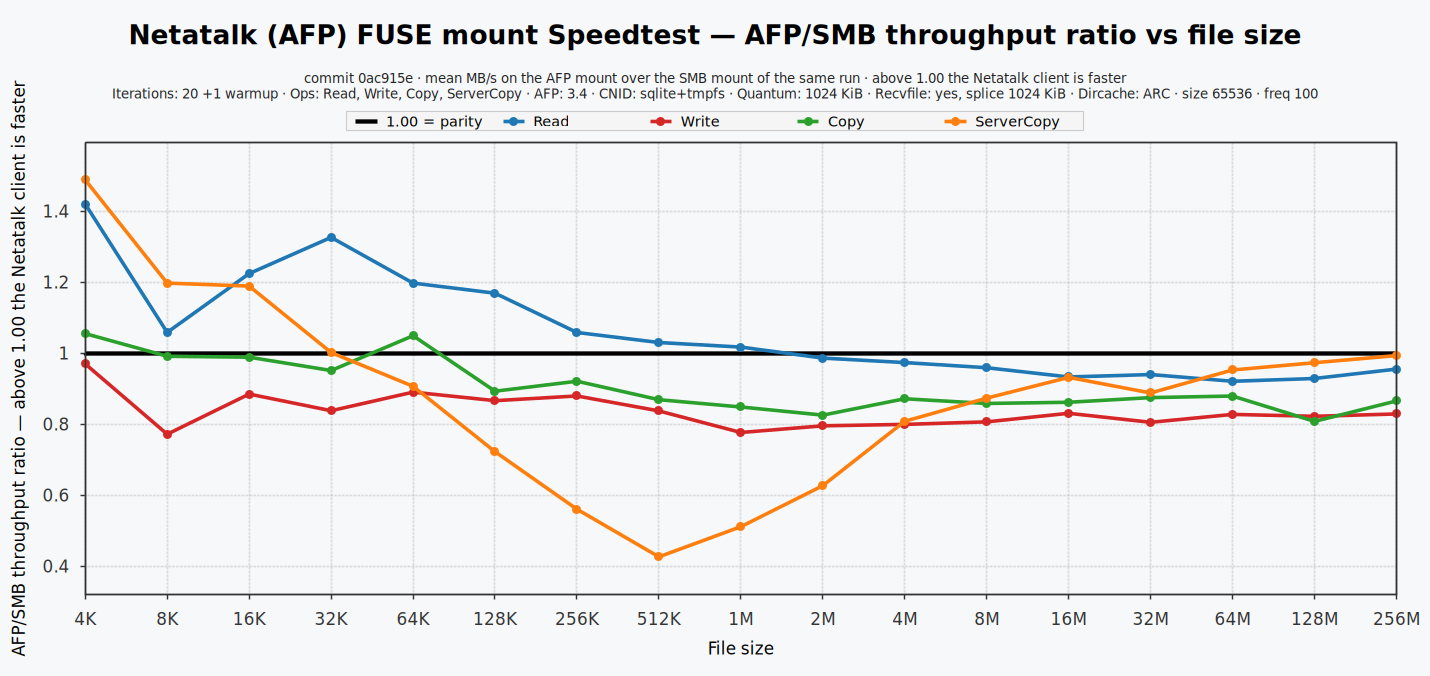 Netatalk (AFP) FUSE mount Speedtest — AFP/SMB throughput ratio vs file size
commit 0ac915e · mean MB/s on the AFP mount over the SMB mount of the same run · above 1.00 the Netatalk client is faster
Iterations: 20 +1 warmup · Ops: Read, Write, Copy, ServerCopy · AFP: 3.4 · CNID: sqlite+tmpfs · Quantum: 1024 KiB · Recvfile: yes, splice 1024 KiB · Dircache: ARC · size 65536 · freq 100
1.00 = parity Read Write Copy ServerCopy
AFP/SMB throughput ratio — above 1.00 the Netatalk client is faster
1.4
1.2
1
0.8
0.6
0.4
4K 8K 16K 32K 64K 128K 256K 512K 1M 2M 4M 8M 16M 32M 64M 128M 256M
File size